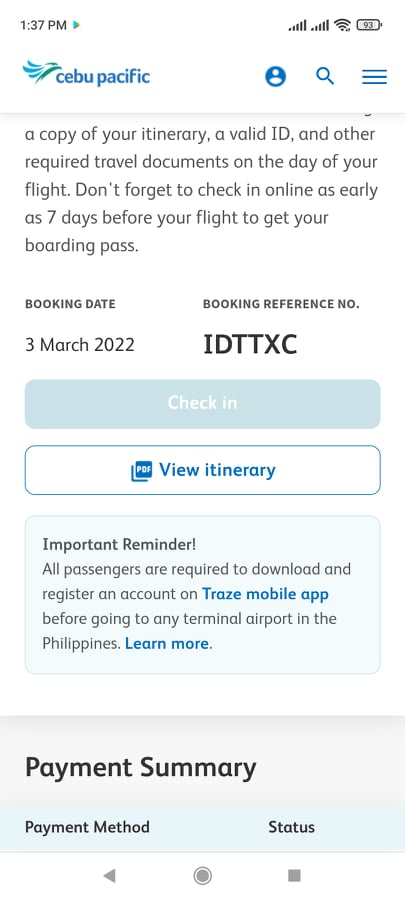 1:37 PM
93
cebu pacific
a copy of your itinerary, a valid ID, and other
required travel documents on the day of your
flight. Don't forget to check in online as early
as 7 days before your flight to get your
boarding pass.
BOOKING DATE
BOOKING REFERENCE NO.
3 March 2022
IDTTXC
Check in
PDF View itinerary
Important Reminder!
All passengers are required to download and
register an account on Traze mobile app
before going to any terminal airport in the
Philippines. Learn more.
Payment Summary
Payment Method
Status